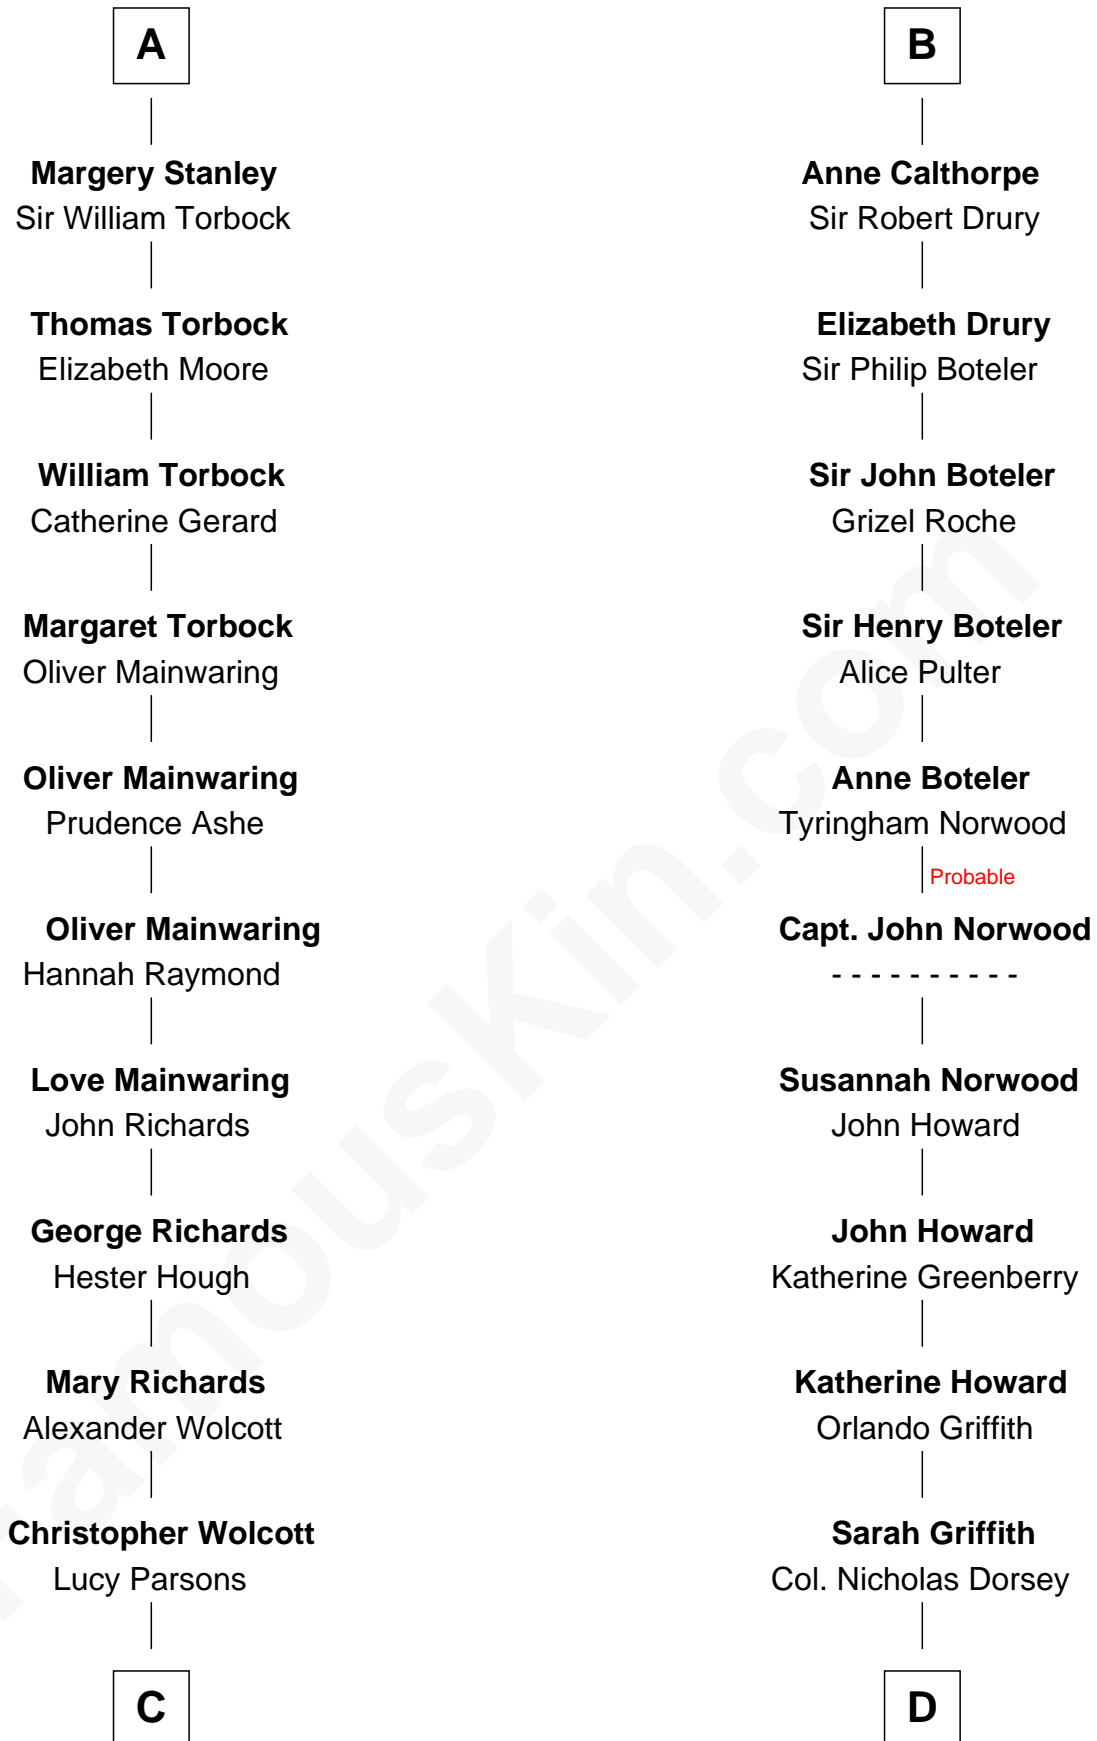 A
Margery Stanley
Sir William Torbock
Thomas Torbock
Elizabeth Moore
William Torbock
Catherine Gerard
Margaret Torbock
Oliver Mainwaring
Oliver Mainwaring
Prudence Ashe
Oliver Mainwaring
Hannah Raymond
Love Mainwaring
John Richards
George Richards
Hester Hough
Mary Richards
Alexander Wolcott
Christopher Wolcott
Lucy Parsons
C
B
Anne Calthorpe
Sir Robert Drury
Elizabeth Drury
Sir Philip Boteler
Sir John Boteler
Grizel Roche
Sir Henry Boteler
Alice Pulter
Anne Boteler
Tyringham Norwood
Probable
Capt. John Norwood
- - - - - - - - - -
Susannah Norwood
John Howard
John Howard
Katherine Greenberry
Katherine Howard
Orlando Griffith
Sarah Griffith
Col. Nicholas Dorsey
D
FamousKin.com